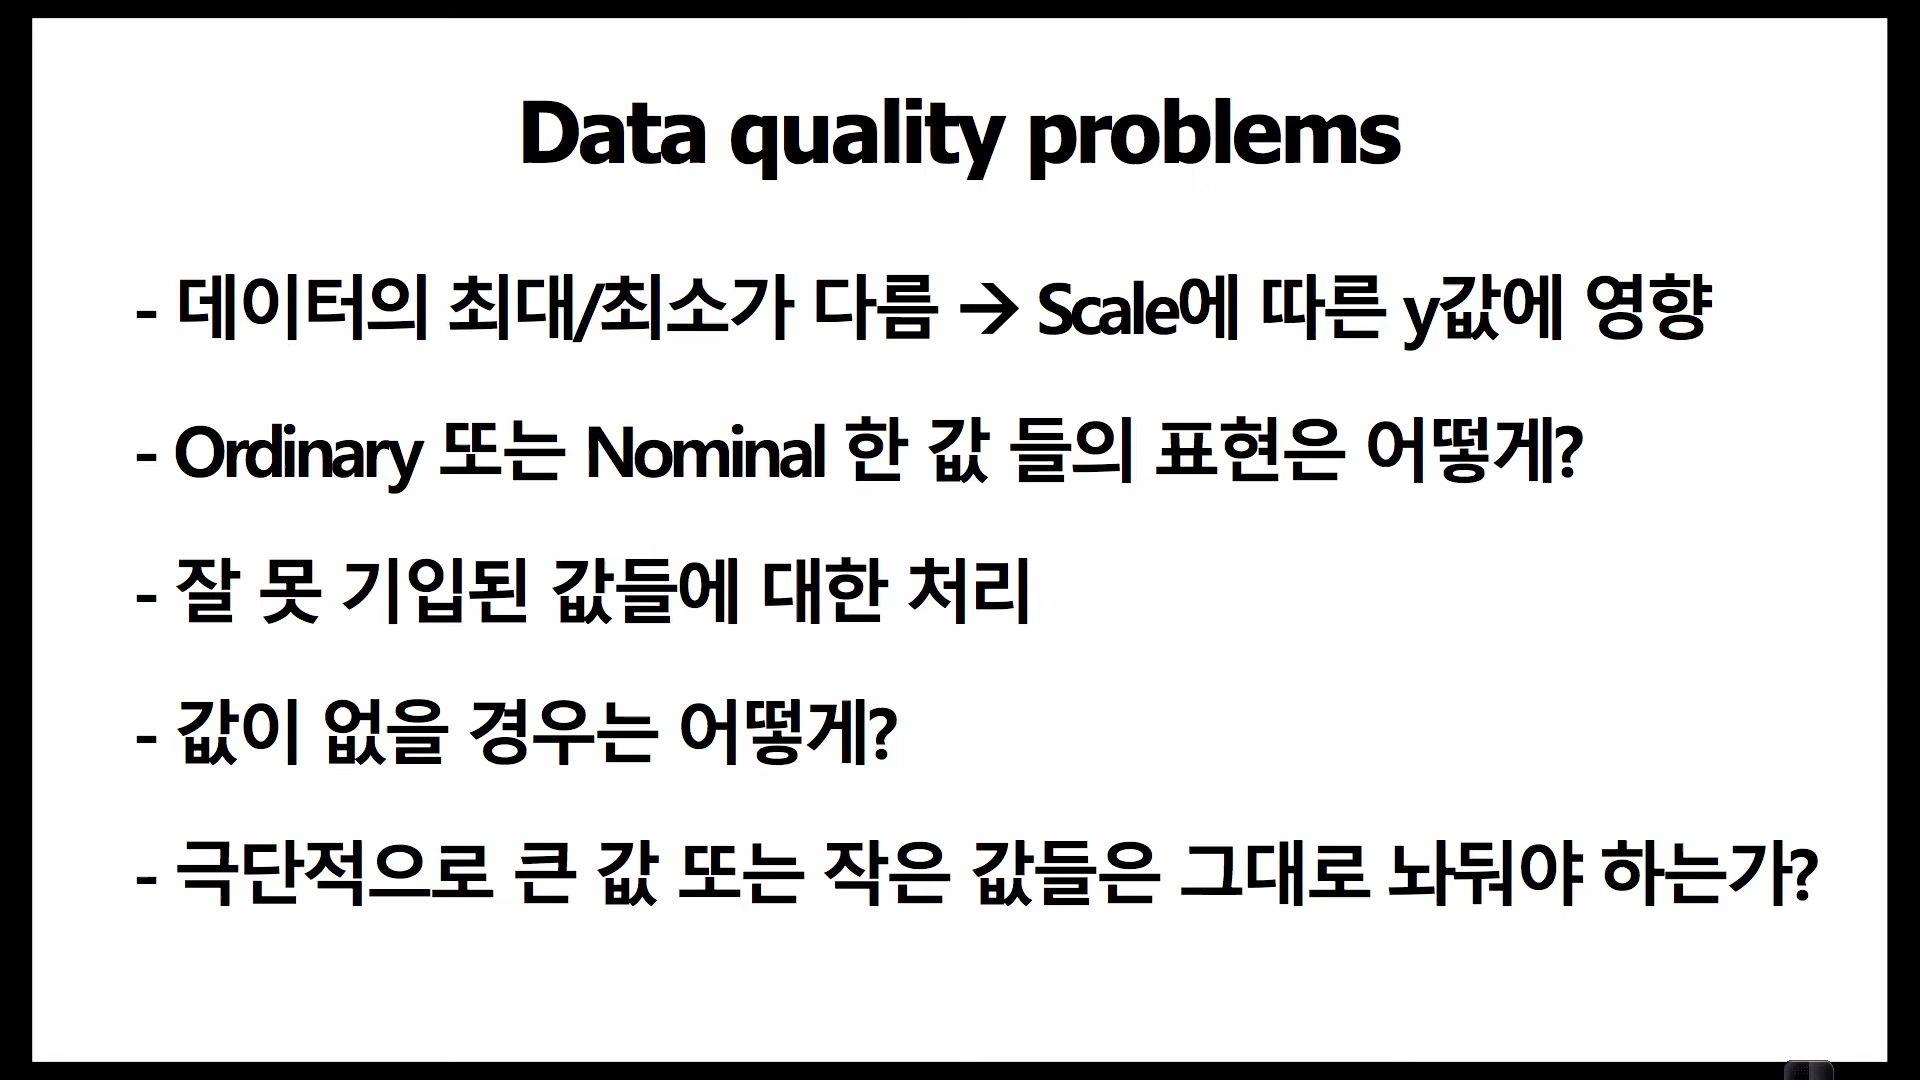 Data quality problems
- 데이터의 최대/최소가 다름 → Scale에 따른 y값에 영향
- Ordinary 또는 Nominal 한 값 들의 표현은 어떻게?
- 잘 못 기입된 값들에 대한 처리
- 값이 없을 경우는 어떻게?
- 극단적으로 큰 값 또는 작은 값들은 그대로 놔둬야 하는가?